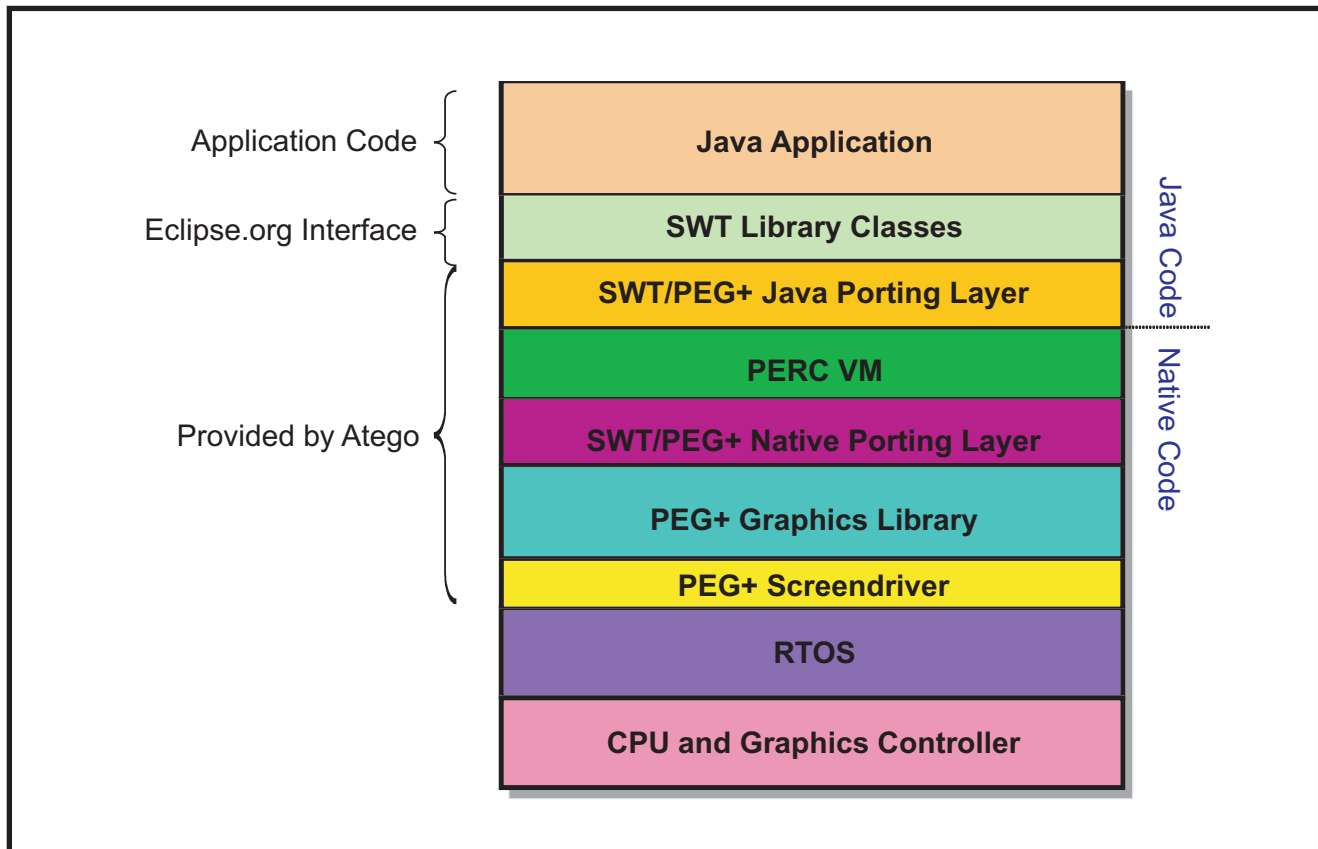 Application Code
Java Application
Eclipse.org Interface
SWT Library Classes
SWT/PEG+ Java Porting Layer
Java Code
Provided by Atego
PERC VM
SWT/PEG+ Native Porting Layer
PEG+ Graphics Library
PEG+ Screendriver
Native Code
RTOS
CPU and Graphics Controller